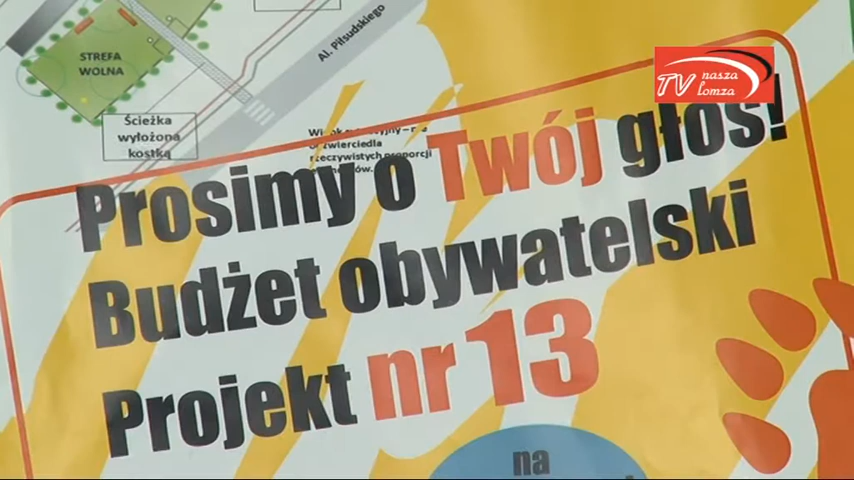 Al. Piłsudskiego
STREFA
WOLNA
TV nasza
Łomza
Ścieżka
wyłożona
kostką
rzeczywistych proporcji
Prosimy o Twój głos!
Budżet obywatelski
Projekt nr 13
na